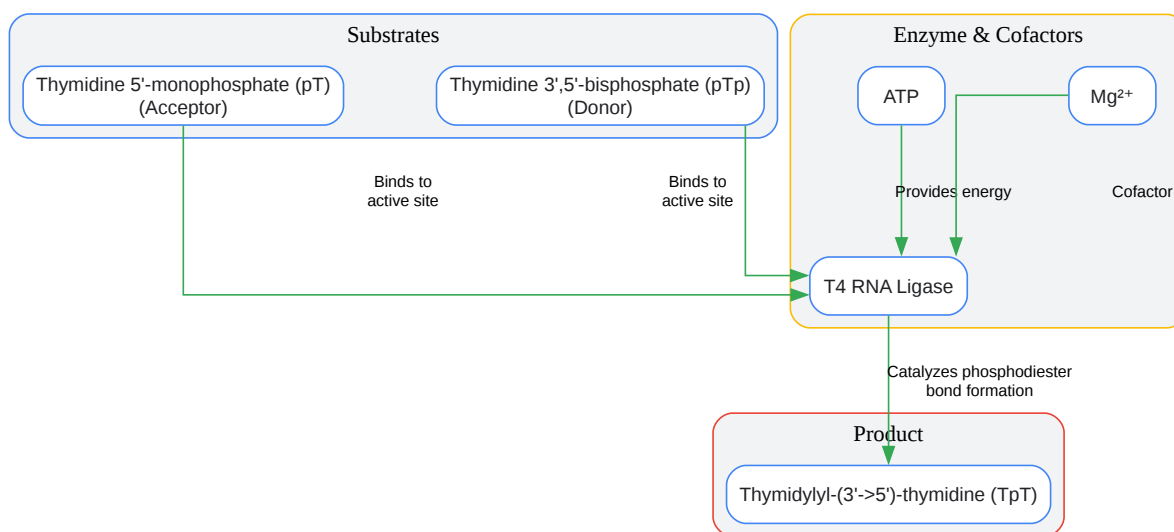 Substrates
Enzyme & Cofactors
Thymidine 5'-monophosphate (pT)
(Acceptor)
Thymidine 3',5'-bisphosphate (pTp)
(Donor)
ATP
Mg²⁺
Binds to
active site
Binds to
active site
Provides energy
Cofactor
T4 RNA Ligase
Catalyzes phosphodiester
bond formation
Product
Thymidylyl-(3'->5')-thymidine (TpT)